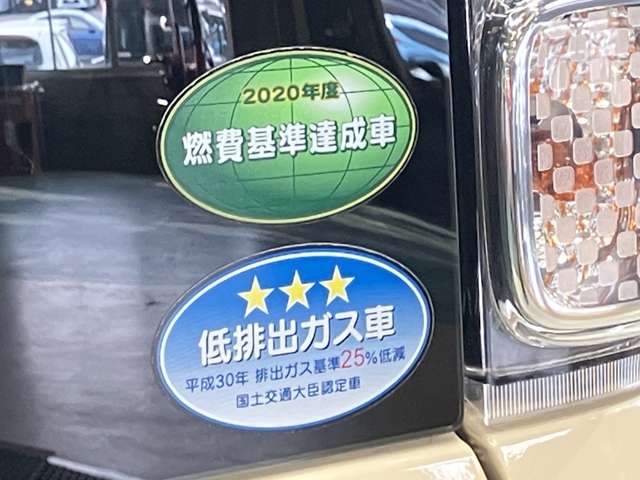 2020年度
燃費基準達成車
低排出ガス車
平成30年 排出ガス基準25%低減
国土交通大臣認定車